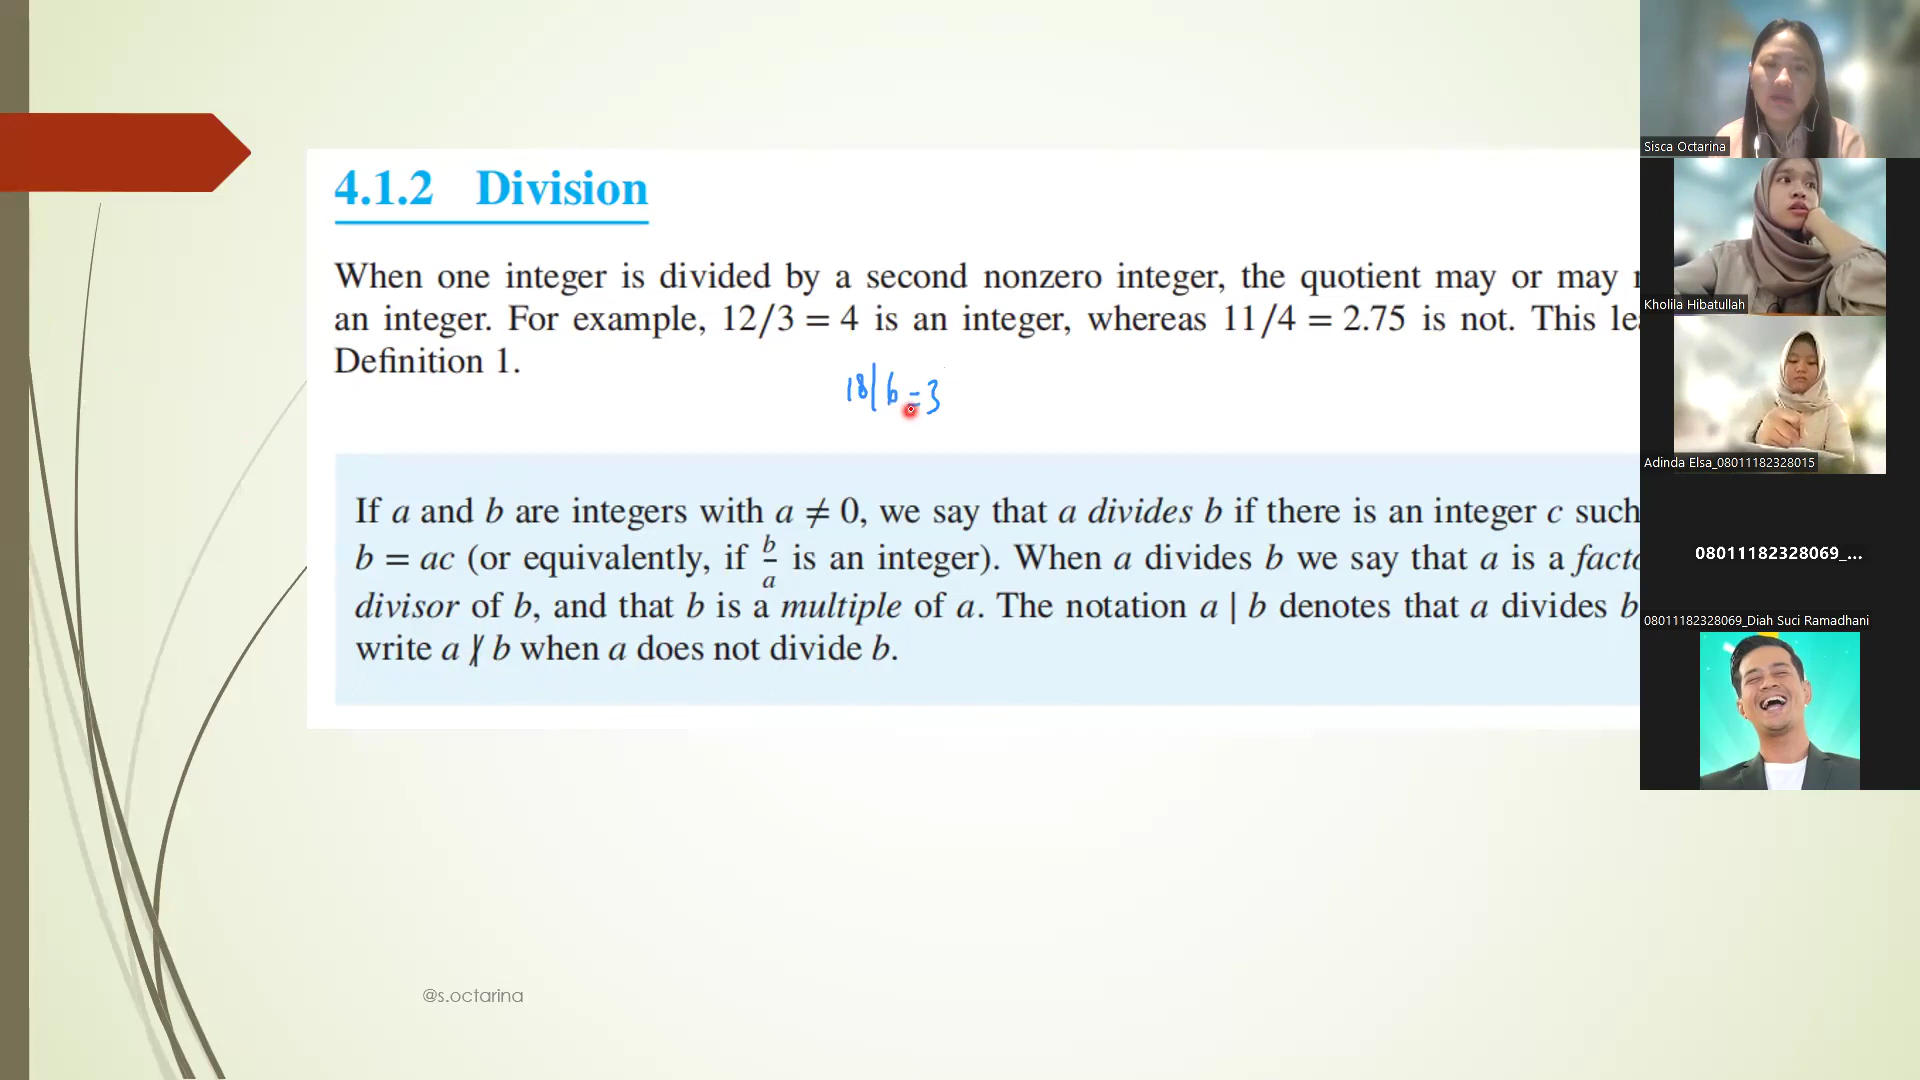 4.1.2 Division
When one integer is divided by a second nonzero integer, the quotient may or may
an integer. For example, 12/3 = 4 is an integer, whereas 11/4 = 2.75 is not. This
Definition 1.
18| 6 = 3
If a and b are integers with a ≠ 0, we say that a divides b if there is an integer c such
b = ac (or equivalently, if b/a is an integer). When a divides b we say that a is a
divisor of b, and that b is a multiple of a. The notation a | b denotes that a divides b
write a ∤ b when a does not divide b.
@s.octarina
Sisca Octarina
Kholila Hibatullah
Adinda Elsa_08011182328015
08011182328069_...
08011182328069_Diah Suci Ramadhani